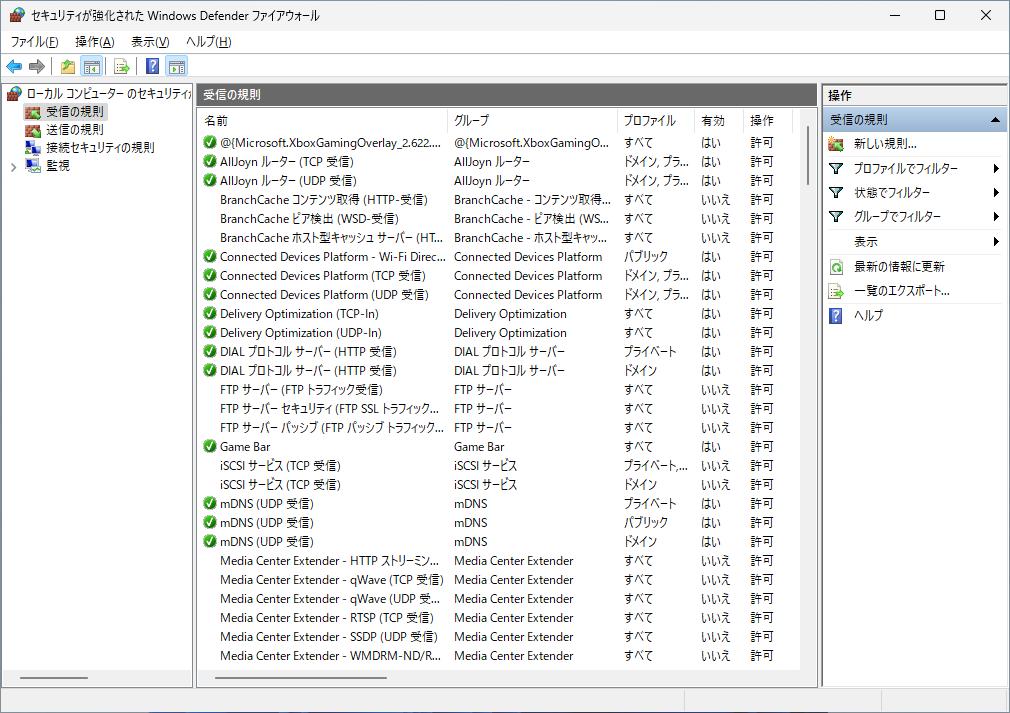 セキュリティが強化された Windows Defender ファイアウォール
ファイル(F) 操作(A) 表示(V) ヘルプ(H)
ローカル コンピューター のセキュリティが
受信の規則
送信の規則
接続セキュリティの規則
監視
受信の規則
名前 グループ プロファイル 有効 操作
@{Microsoft.XboxGamingOverlay_2.622.... @{Microsoft.XboxGamingO... すべて はい 許可
AllJoyn ルーター (TCP 受信) AllJoyn ルーター ドメイン, プラ... はい 許可
AllJoyn ルーター (UDP 受信) AllJoyn ルーター ドメイン, プラ... はい 許可
BranchCache コンテンツ取得 (HTTP-受信) BranchCache - コンテンツ取得... すべて いいえ 許可
BranchCache ピア検出 (WSD-受信) BranchCache - ピア検出 (WS... すべて いいえ 許可
BranchCache ホスト型キャッシュ サーバー (HT... BranchCache - ホスト型キャッ... すべて いいえ 許可
Connected Devices Platform - Wi-Fi Direc... Connected Devices Platform パブリック はい 許可
Connected Devices Platform (TCP 受信) Connected Devices Platform ドメイン, プラ... はい 許可
Connected Devices Platform (UDP 受信) Connected Devices Platform ドメイン, プラ... はい 許可
Delivery Optimization (TCP-In) Delivery Optimization すべて はい 許可
Delivery Optimization (UDP-In) Delivery Optimization すべて はい 許可
DIAL プロトコル サーバー (HTTP 受信) DIAL プロトコル サーバー プライベート はい 許可
DIAL プロトコル サーバー (HTTP 受信) DIAL プロトコル サーバー ドメイン はい 許可
FTP サーバー (FTP トラフィック受信) FTP サーバー すべて いいえ 許可
FTP サーバー セキュリティ (FTP SSL トラフィック... FTP サーバー すべて いいえ 許可
FTP サーバー パッシブ (FTP パッシブ トラフィック... FTP サーバー すべて いいえ 許可
Game Bar Game Bar すべて はい 許可
iSCSI サービス (TCP 受信) iSCSI サービス プライベート,... いいえ 許可
iSCSI サービス (TCP 受信) iSCSI サービス ドメイン いいえ 許可
mDNS (UDP 受信) mDNS プライベート はい 許可
mDNS (UDP 受信) mDNS パブリック はい 許可
mDNS (UDP 受信) mDNS ドメイン はい 許可
Media Center Extender - HTTP ストリーミン... Media Center Extender すべて いいえ 許可
Media Center Extender - qWave (TCP 受信) Media Center Extender すべて いいえ 許可
Media Center Extender - qWave (UDP 受... Media Center Extender すべて いいえ 許可
Media Center Extender - RTSP (TCP 受信) Media Center Extender すべて いいえ 許可
Media Center Extender - SSDP (UDP 受信) Media Center Extender すべて いいえ 許可
Media Center Extender - WMDRM-ND/R... Media Center Extender すべて いいえ 許可
操作
受信の規則
新しい規則...
プロファイルでフィルター
状態でフィルター
グループでフィルター
表示
最新の情報に更新
一覧のエクスポート...
ヘルプ